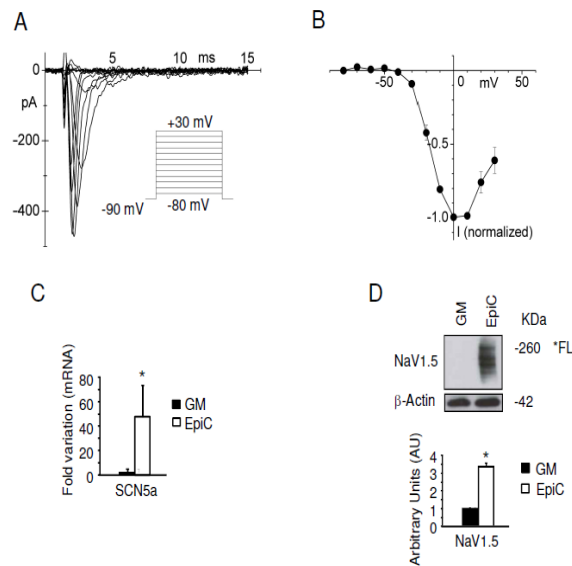 A
0 5 10 ms 15
0
pA
-200
-400
+30 mV
-90 mV
-80 mV
B
-50 0 mV 50
-0.5
-1.0
I (normalized)
C
Fold variation (mRNA)
80
60
40
20
0
*
SCN5a
GM
EpiC
D
GM
EpiC
KDa
NaV1.5
-260 *FL
β-Actin
-42
Arbitrary Units (AU)
4
3
2
1
0
*
NaV1.5
GM
EpiC